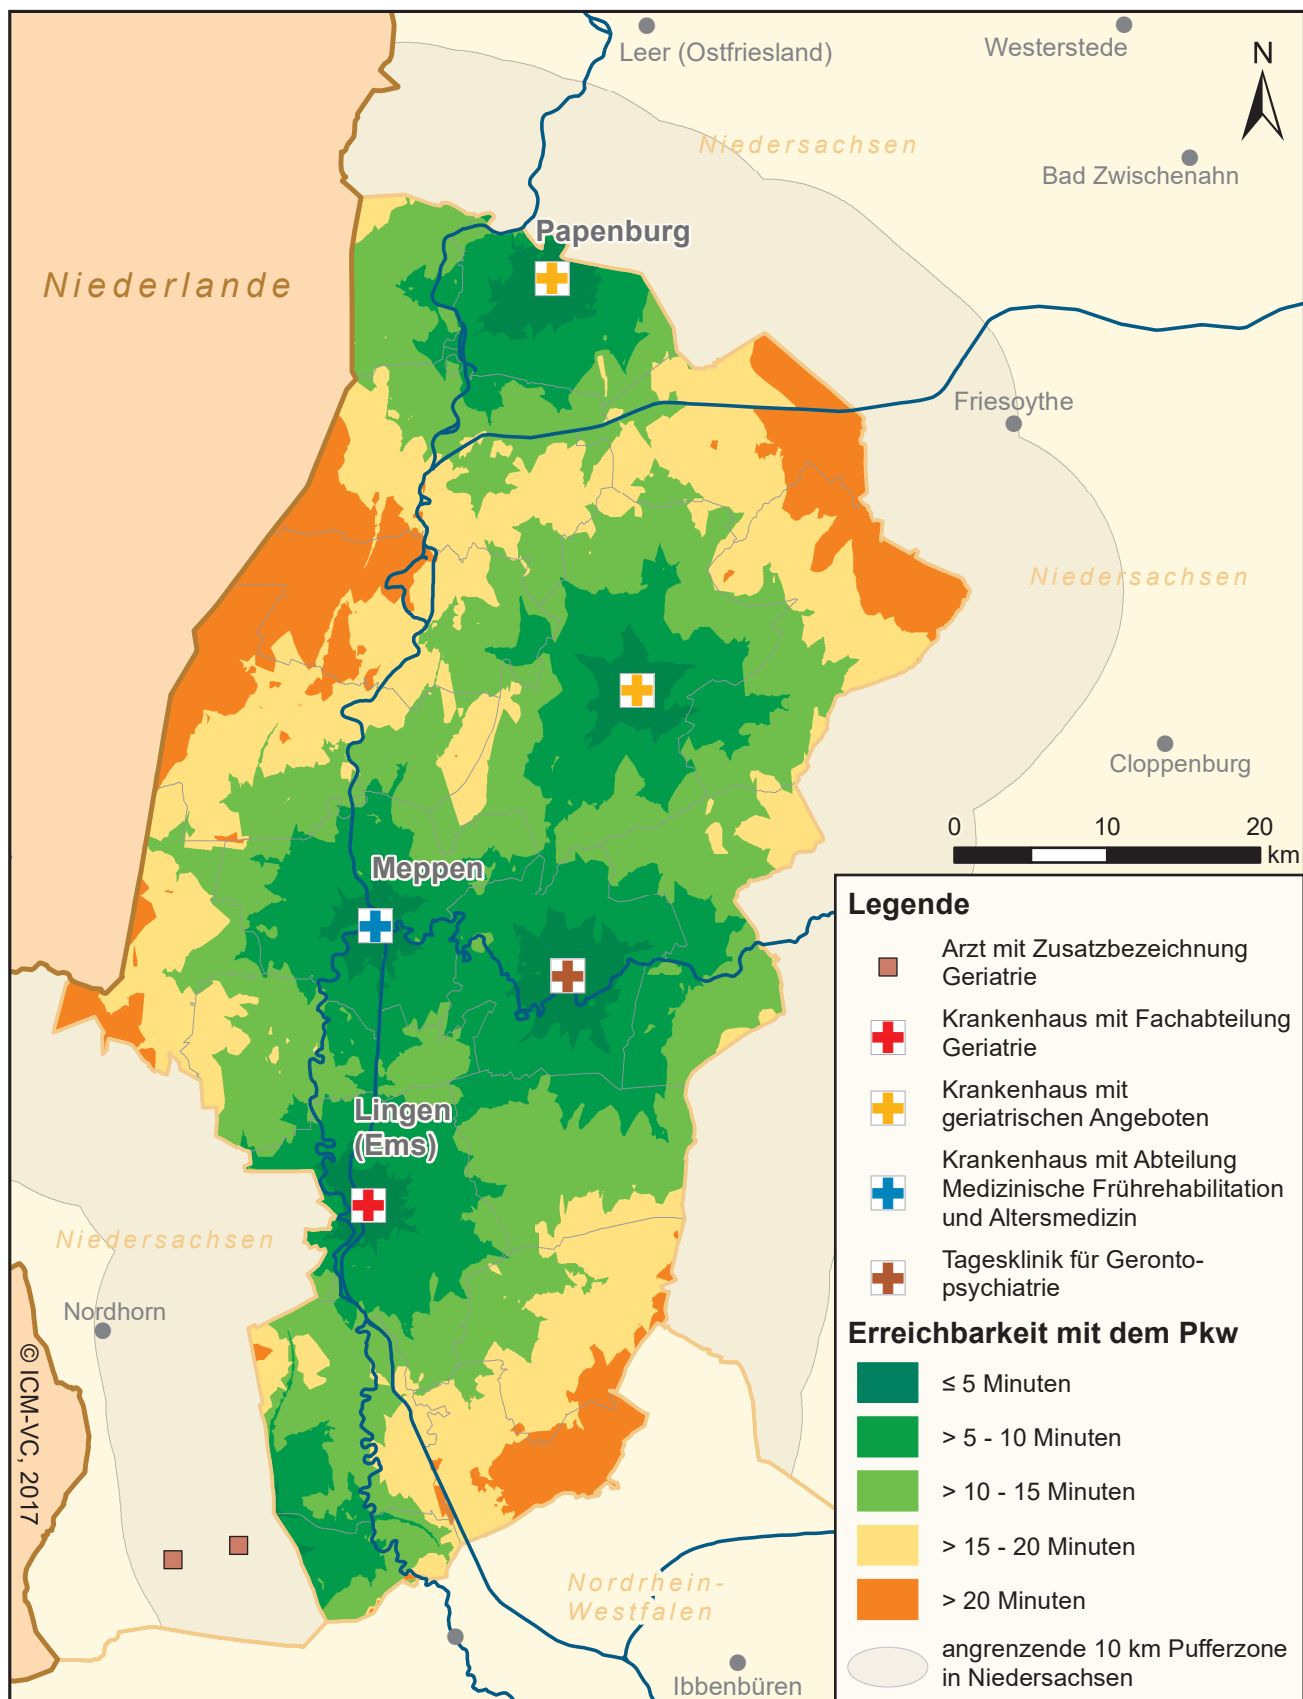 Leer (Ostfriesland)
Westerstede
N
Niedersachsen
Bad Zwischenahn
Papenburg
Niederlande
Friesoythe
Niedersachsen
Cloppenburg
0 10 20
km
Meppen
Lingen
(Ems)
Niedersachsen
Nordhorn
© ICM-VC, 2017
Nordrhein-
Westfalen
Ibbenbüren
Legende
Arzt mit Zusatzbezeichnung
Geriatrie
Krankenhaus mit Fachabteilung
Geriatrie
Krankenhaus mit
geriatrischen Angeboten
Krankenhaus mit Abteilung
Medizinische Frührehabilitation
und Altersmedizin
Tagesklinik für Geronto-
psychiatrie
Erreichbarkeit mit dem Pkw
≤ 5 Minuten
> 5 - 10 Minuten
> 10 - 15 Minuten
> 15 - 20 Minuten
> 20 Minuten
angrenzende 10 km Pufferzone
in Niedersachsen